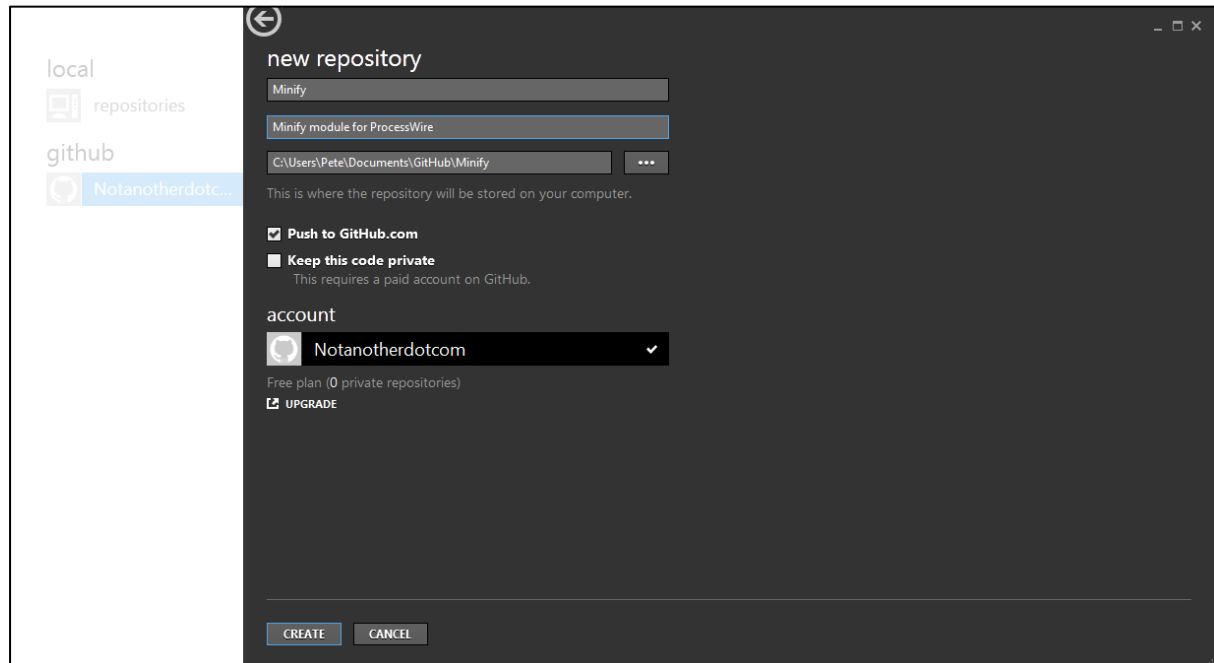 local
repositories
github
Notanotherdotc...
new repository
Minify
Minify module for ProcessWire
C:\Users\Pete\Documents\GitHub\Minify
...
This is where the repository will be stored on your computer.
Push to GitHub.com
Keep this code private
This requires a paid account on GitHub.
account
Notanotherdotcom
Free plan (0 private repositories)
UPGRADE
CREATE CANCEL